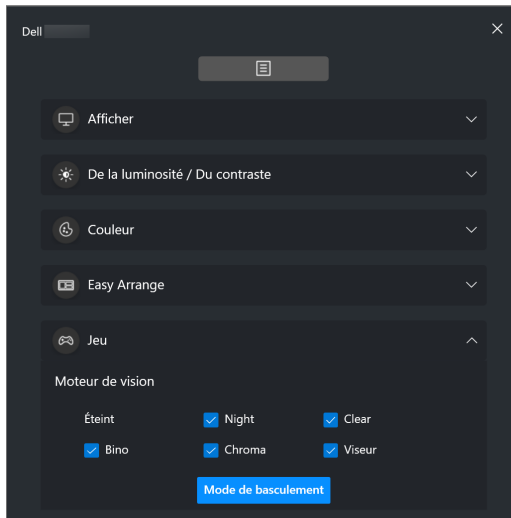 Dell
Afficher
De la luminosité / Du contraste
Couleur
Easy Arrange
Jeu
Moteur de vision
Éteint Night Clear
Bino Chroma Viseur
Mode de basculement